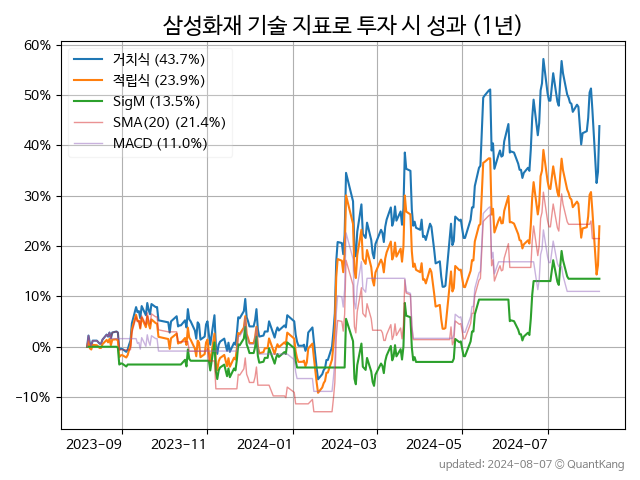 삼성화재 기술 지표로 투자 시 성과 (1년)
60%
50%
40%
30%
20%
10%
0%
−10%
거치식 (43.7%)
적립식 (23.9%)
SigM (13.5%)
SMA(20) (21.4%)
MACD (11.0%)
2023-09
2023-11
2024-01
2024-03
2024-05
2024-07
updated: 2024-08-07 © QuantKang